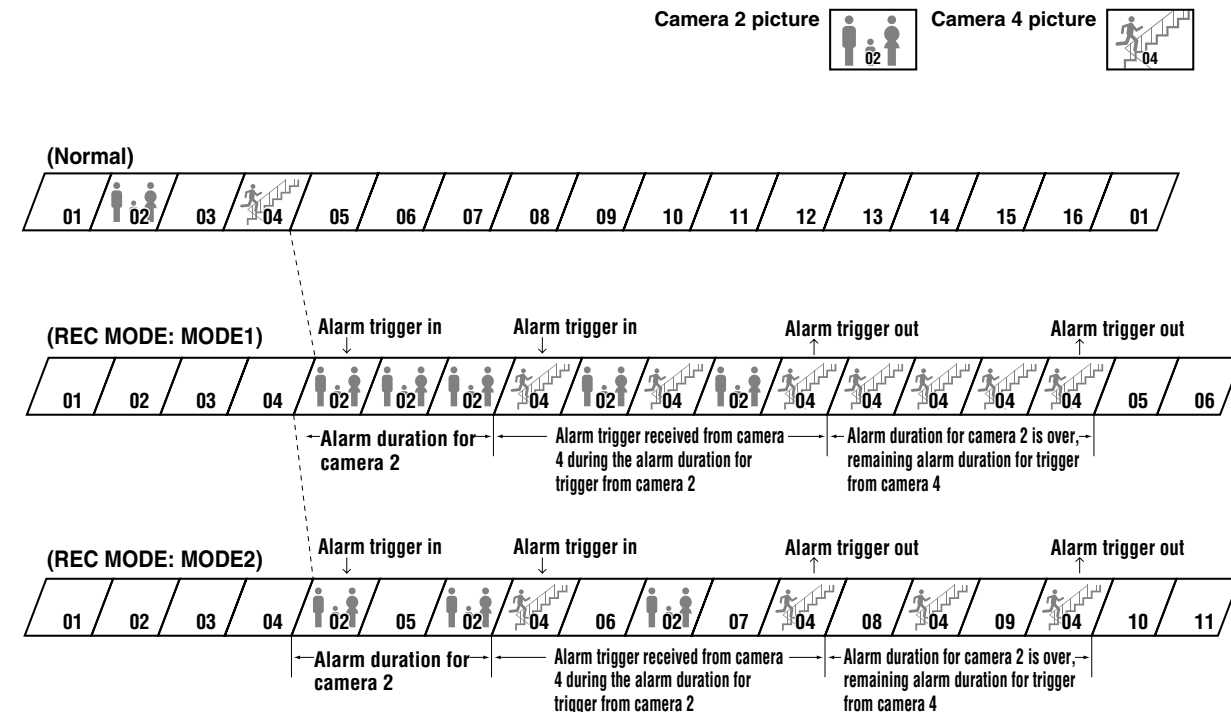 Camera 2 picture 02 Camera 4 picture 04
(Normal)
01 02 03 04 05 06 07 08 09 10 11 12 13 14 15 16 01
(REC MODE: MODE1)
Alarm trigger in Alarm trigger in Alarm trigger out Alarm trigger out
01 02 03 04 02 02 02 04 02 04 02 04 04 04 04 04 05 06
Alarm duration for
camera 2
Alarm trigger received from camera
4 during the alarm duration for
trigger from camera 2
Alarm duration for camera 2 is over,
remaining alarm duration for trigger
from camera 4
(REC MODE: MODE2)
Alarm trigger in Alarm trigger in Alarm trigger out Alarm trigger out
01 02 03 04 02 05 02 04 06 02 07 04 08 04 09 04 10 11
Alarm duration for
camera 2
Alarm trigger received from camera
4 during the alarm duration for
trigger from camera 2
Alarm duration for camera 2 is over,
remaining alarm duration for trigger
from camera 4